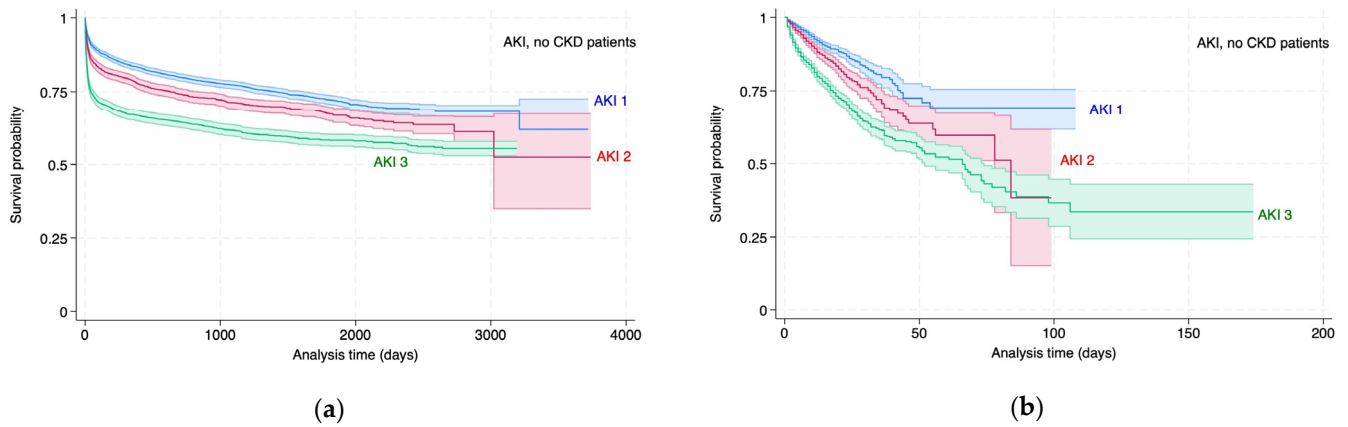 1
AKI, no CKD patients
0.75
AKI 1
AKI 2
AKI 3
0.5
0.25
0
0
1000
2000
3000
4000
Survival probability
Analysis time (days)
(a)
1
AKI, no CKD patients
0.75
AKI 1
AKI 2
0.5
AKI 3
0.25
0
0
50
100
150
200
Survival probability
Analysis time (days)
(b)